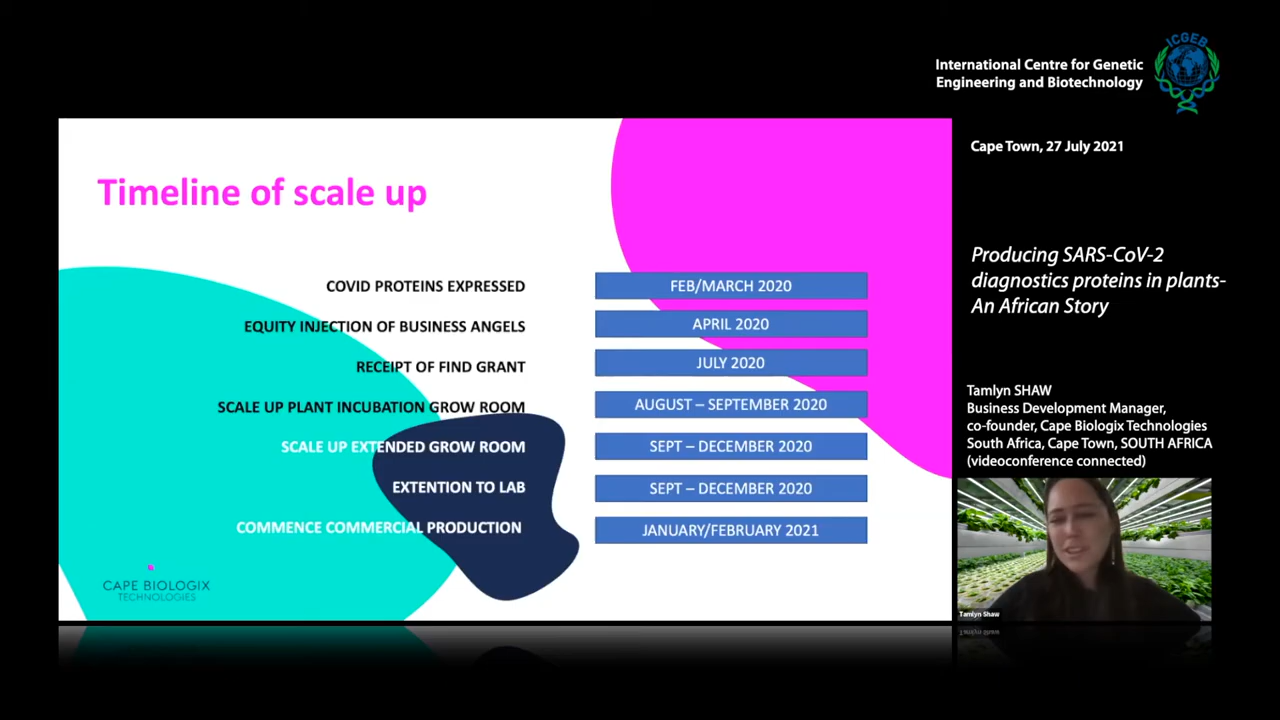 International Centre for Genetic
Engineering and Biotechnology
ICGEB
Cape Town, 27 July 2021
Timeline of scale up
Producing SARS-CoV-2
diagnostics proteins in plants-
An African Story
COVID PROTEINS EXPRESSED FEB/MARCH 2020
EQUITY INJECTION OF BUSINESS ANGELS APRIL 2020
RECEIPT OF FIND GRANT JULY 2020
SCALE UP PLANT INCUBATION GROW ROOM AUGUST – SEPTEMBER 2020
SCALE UP EXTENDED GROW ROOM SEPT – DECEMBER 2020
EXTENTION TO LAB SEPT – DECEMBER 2020
COMMENCE COMMERCIAL PRODUCTION JANUARY/FEBRUARY 2021
CAPE BIOLOGIX
TECHNOLOGIES
Tamlyn SHAW
Business Development Manager,
co-founder, Cape Biologix Technologies
South Africa, Cape Town, SOUTH AFRICA
(videoconference connected)
Tamlyn Shaw